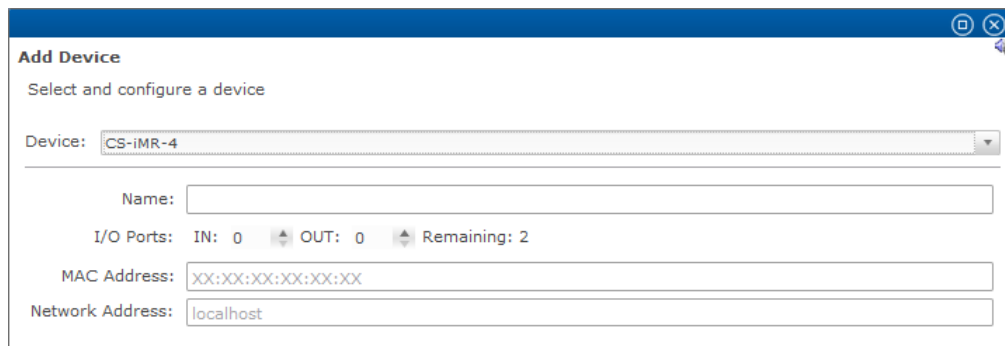 Add Device
Select and configure a device
Device: CS-iMR-4
Name:
I/O Ports: IN: 0 OUT: 0 Remaining: 2
MAC Address: XX:XX:XX:XX:XX:XX
Network Address: localhost